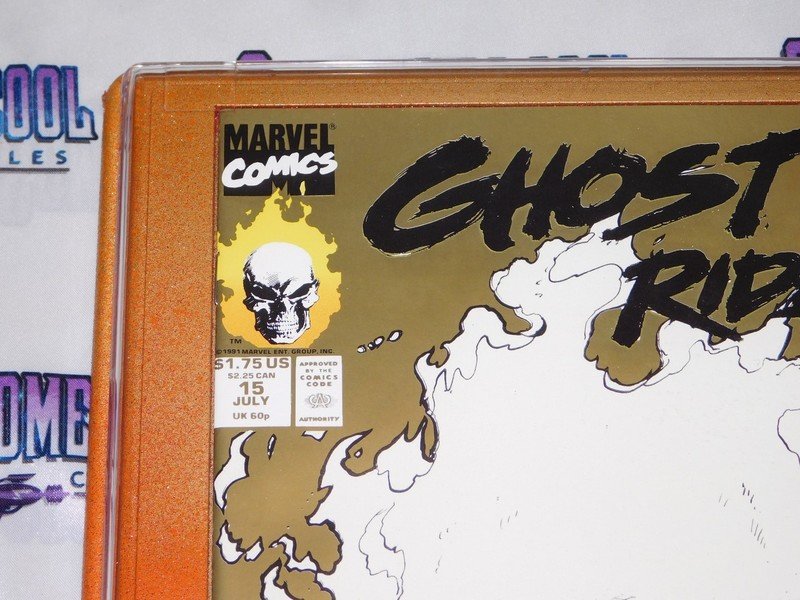 COOL
LES
OME
C
MARVEL®
COMICS
GHOST
RID
TM
©1991 MARVEL ENT. GROUP, INC.
$1.75 US
$2.25 CAN
15
JULY
UK 60p
APPROVED
BY THE
COMICS
CODE
AUTHORITY